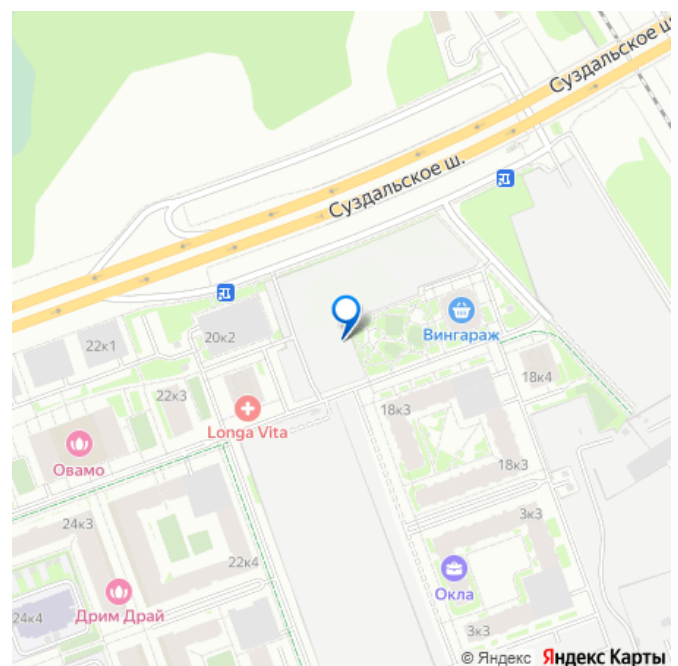 Суздальское ш
Суздальское ш.
22к1
20к2
Вингараж
22к3
18к4
Longa Vita
18к3
Овамо
18к3
24к3
3к3
22к4
Окла
24к4
Дрим Драй
3к3
© Яндекс Яндекс Карты